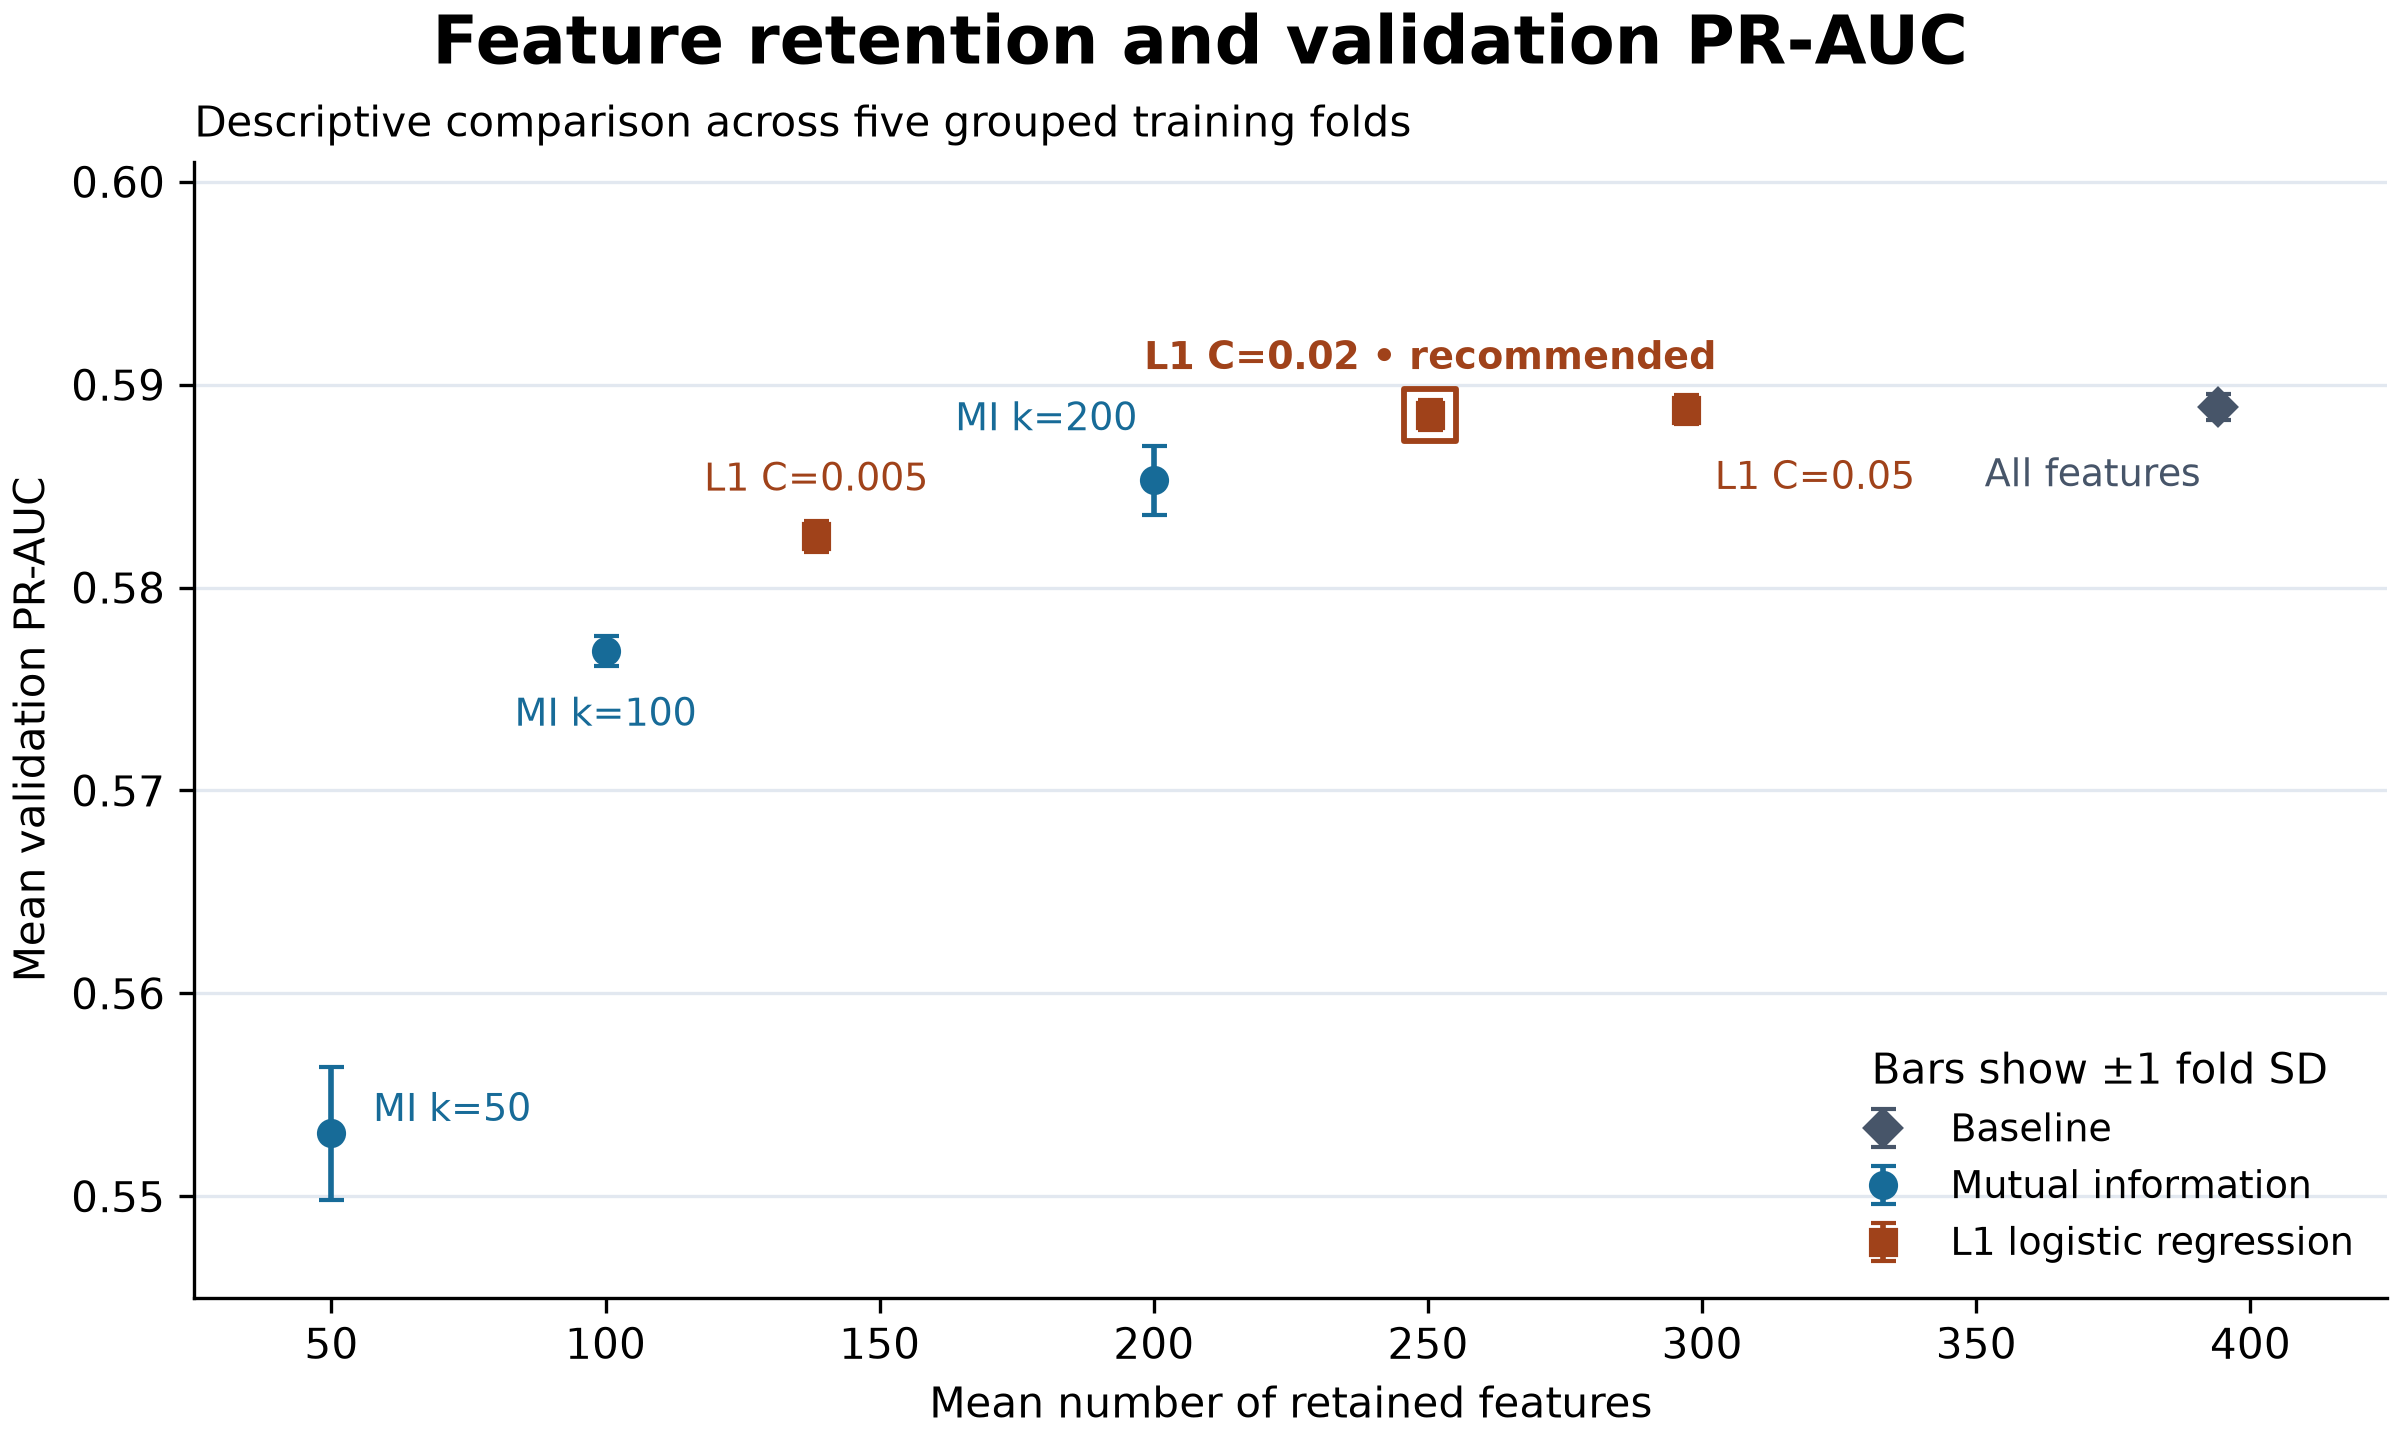 Feature retention and validation PR-AUC
Descriptive comparison across five grouped training folds
Mean validation PR-AUC
0.60
0.59
0.58
0.57
0.56
0.55
L1 C=0.02 • recommended
MI k=200
L1 C=0.005
L1 C=0.05
All features
MI k=100
MI k=50
Bars show ±1 fold SD
Baseline
Mutual information
L1 logistic regression
50 100 150 200 250 300 350 400
Mean number of retained features